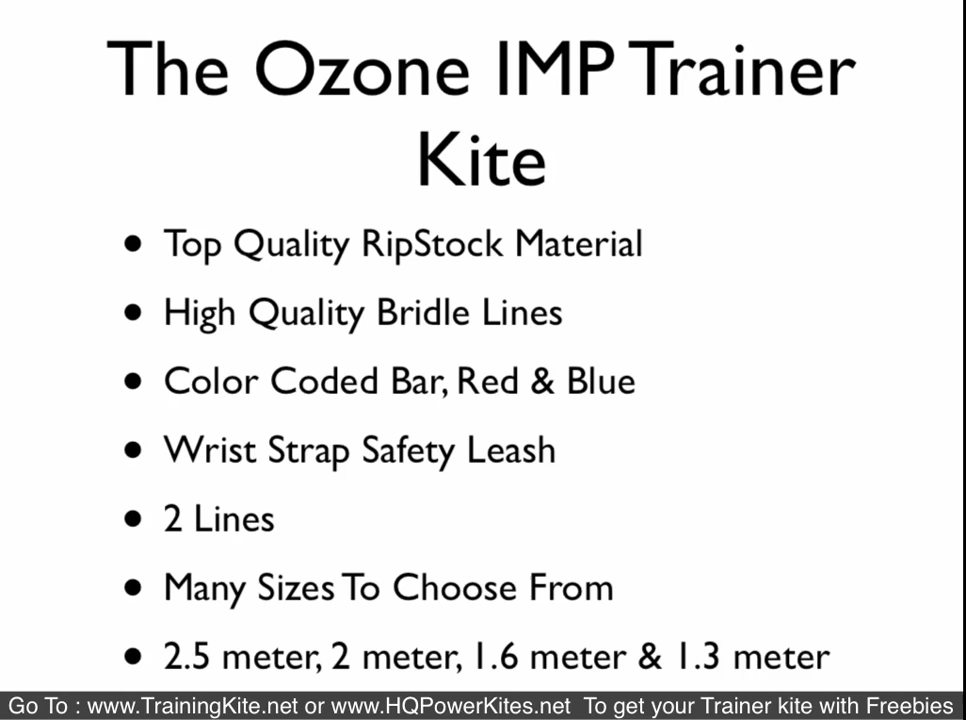 The Ozone IMP Trainer
Kite
• Top Quality RipStock Material
• High Quality Bridle Lines
• Color Coded Bar, Red & Blue
• Wrist Strap Safety Leash
• 2 Lines
• Many Sizes To Choose From
• 2.5 meter, 2 meter, 1.6 meter & 1.3 meter
Go To : www.TrainingKite.net or www.HQPowerKites.net To get your Trainer kite with Freebies